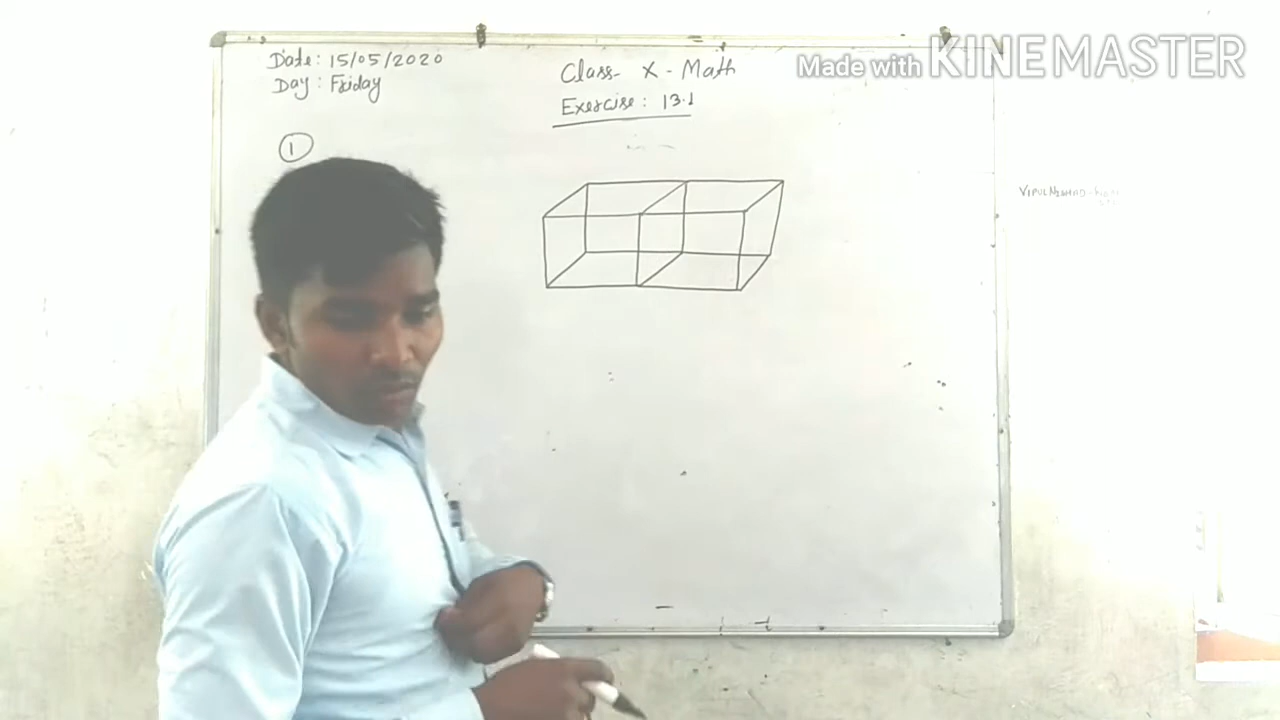 Date: 15/05/2020
Day: Friday
Class- X - Math
Exercise: 13.1
1
Made with KINEMASTER